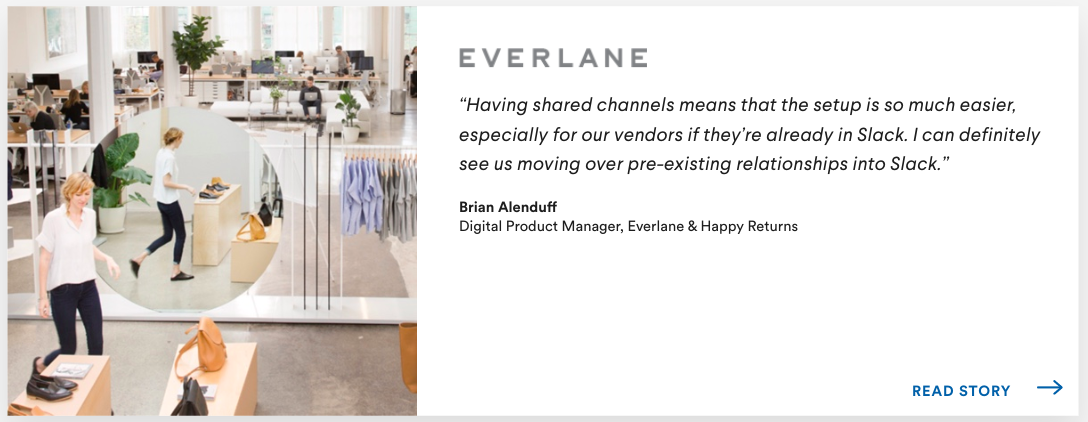 EVERLANE
“Having shared channels means that the setup is so much easier,
especially for our vendors if they’re already in Slack. I can definitely
see us moving over pre-existing relationships into Slack.”
Brian Alenduff
Digital Product Manager, Everlane & Happy Returns
READ STORY